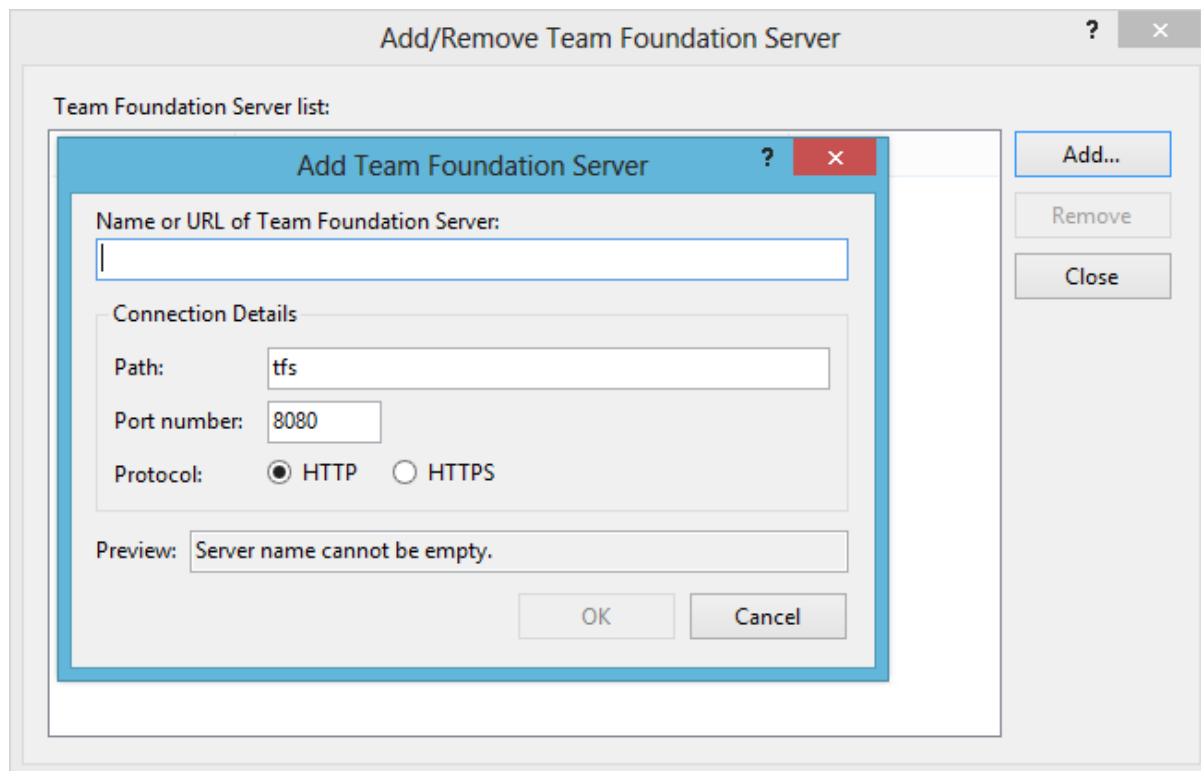 Add/Remove Team Foundation Server
?
Team Foundation Server list:
Add...
Remove
Close
Add Team Foundation Server
?
Name or URL of Team Foundation Server:
Connection Details
Path: tfs
Port number: 8080
Protocol: HTTP HTTPS
Preview: Server name cannot be empty.
OK Cancel